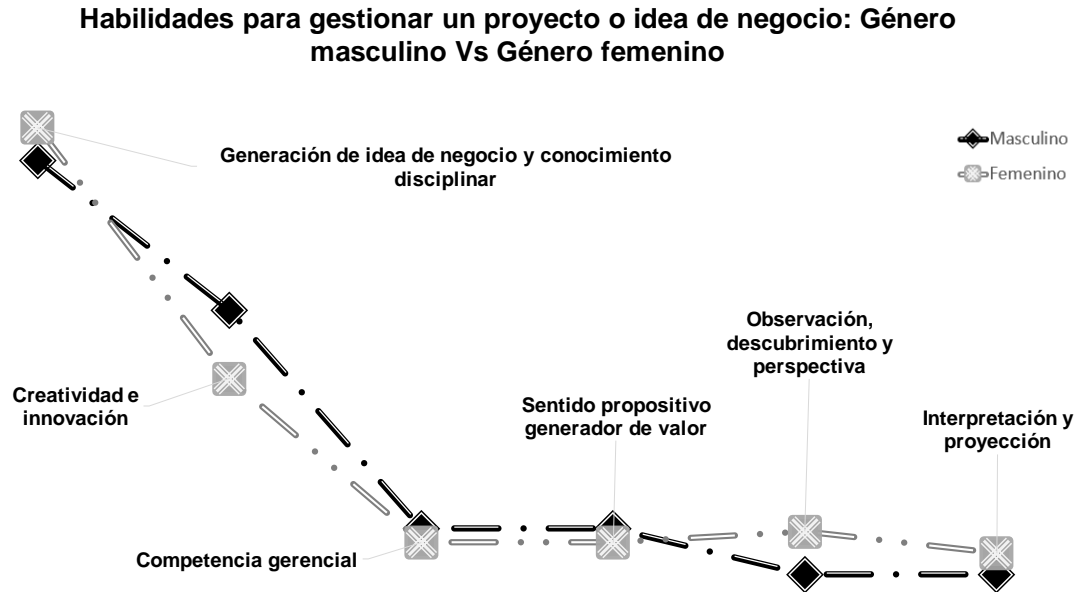 Habilidades para gestionar un proyecto o idea de negocio: Género
masculino Vs Género femenino
Generación de idea de negocio y conocimiento
disciplinar
Masculino
Femenino
Creatividad e
innovación
Competencia gerencial
Sentido propositivo
generador de valor
Observación,
descubrimiento y
perspectiva
Interpretación y
proyección